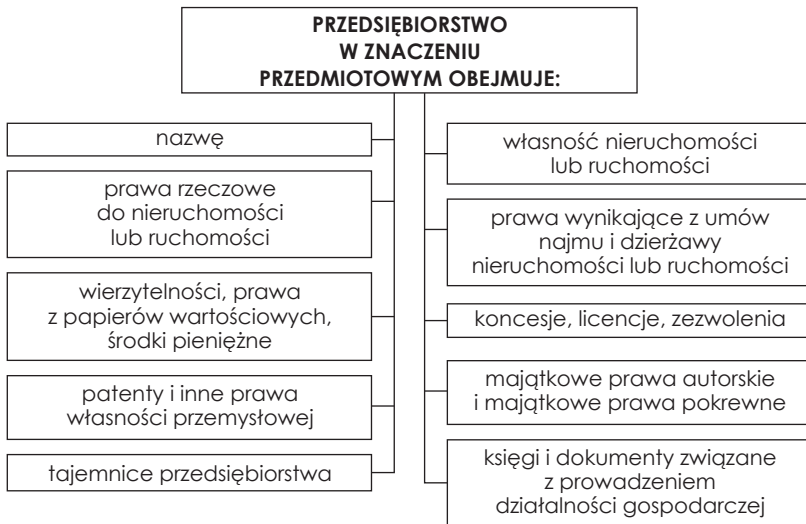 PRZEDSIĘBIORSTWO
W ZNACZENIU
PRZEDMIOTOWYM OBEJMUJE:
nazwę
prawa rzeczowe
do nieruchomości
lub ruchomości
wierzytelności, prawa
z papierów wartościowych,
środki pieniężne
patenty i inne prawa
własności przemysłowej
tajemnice przedsiębiorstwa
własność nieruchomości
lub ruchomości
prawa wynikające z umów
najmu i dzierżawy
nieruchomości lub ruchomości
koncesje, licencje, zezwolenia
majątkowe prawa autorskie
i majątkowe prawa pokrewne
księgi i dokumenty związane
z prowadzeniem
działalności gospodarczej